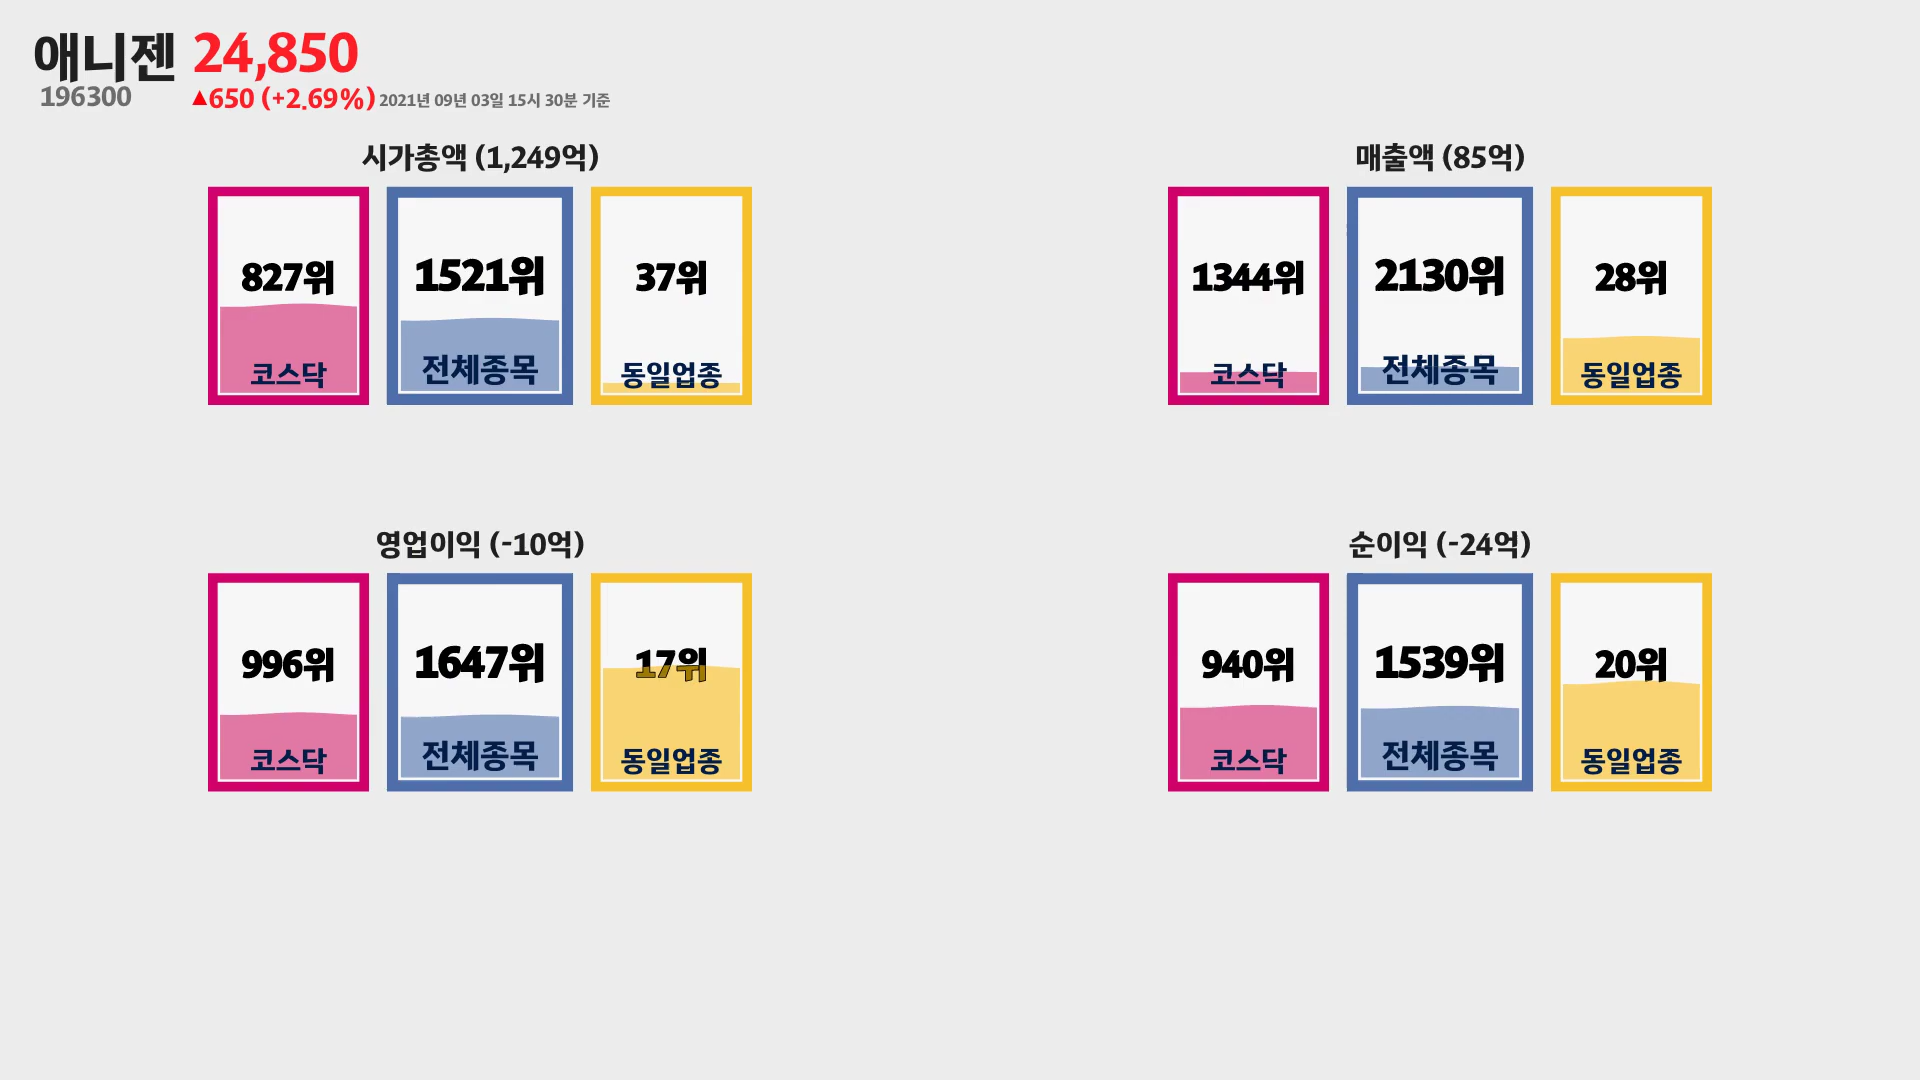 애니젠 24,850
196300 ▲650 (+2.69%) 2021년 09년 03일 15시 30분 기준
시가총액 (1,249억)
827위 1521위 37위
코스닥 전체종목 동일업종
매출액 (85억)
1344위 2130위 28위
코스닥 전체종목 동일업종
영업이익 (-10억)
996위 1647위 17위
코스닥 전체종목 동일업종
순이익 (-24억)
940위 1539위 20위
코스닥 전체종목 동일업종